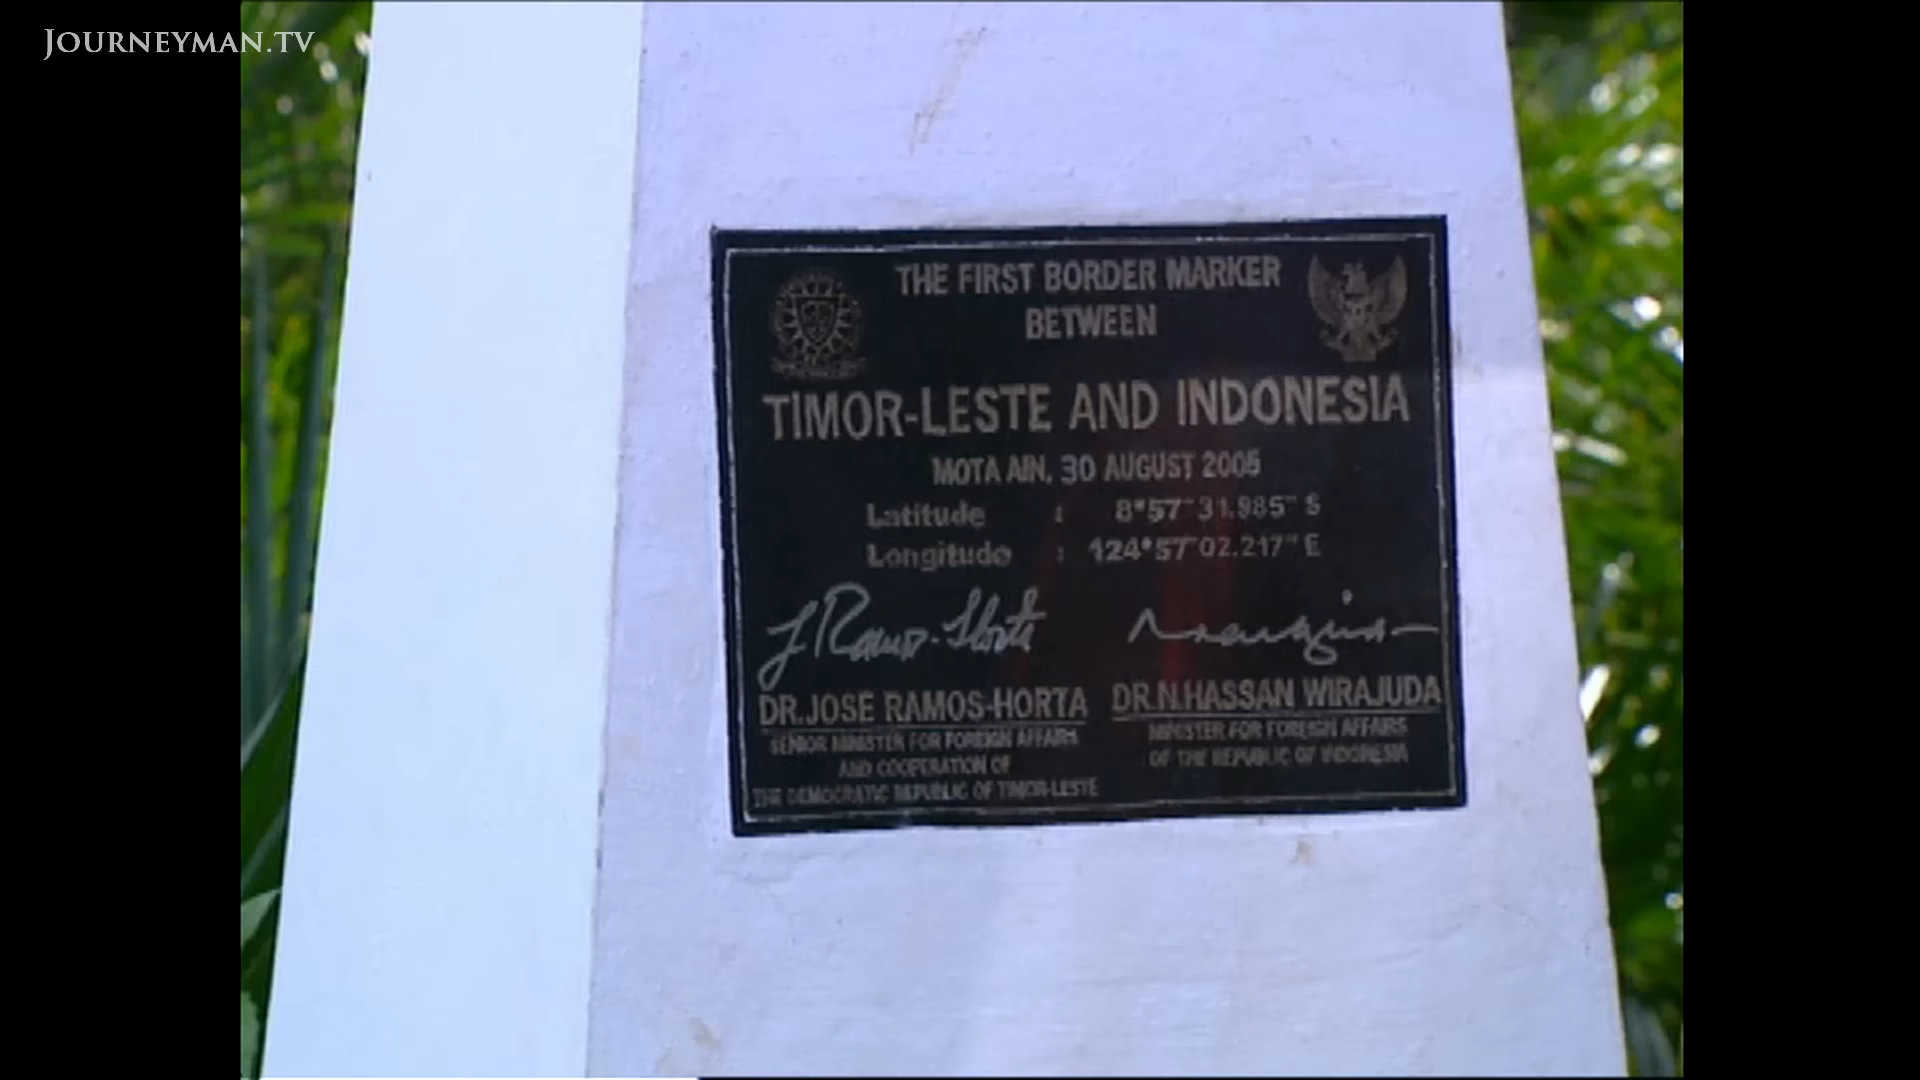 JOURNEYMAN.TV
THE FIRST BORDER MARKER
BETWEEN
TIMOR-LESTE AND INDONESIA
MOTA AIN, 30 AUGUST 2005
Latitude : 8°57' 31.985" S
Longitude : 124°57' 02.217" E
J Ramos-Horta
DR.JOSE RAMOS-HORTA
SENIOR MINISTER FOR FOREIGN AFFAIRS
AND COOPERATION OF
THE DEMOCRATIC REPUBLIC OF TIMOR-LESTE
DR.N.HASSAN WIRAJUDA
MINISTER FOR FOREIGN AFFAIRS
OF THE REPUBLIC OF INDONESIA